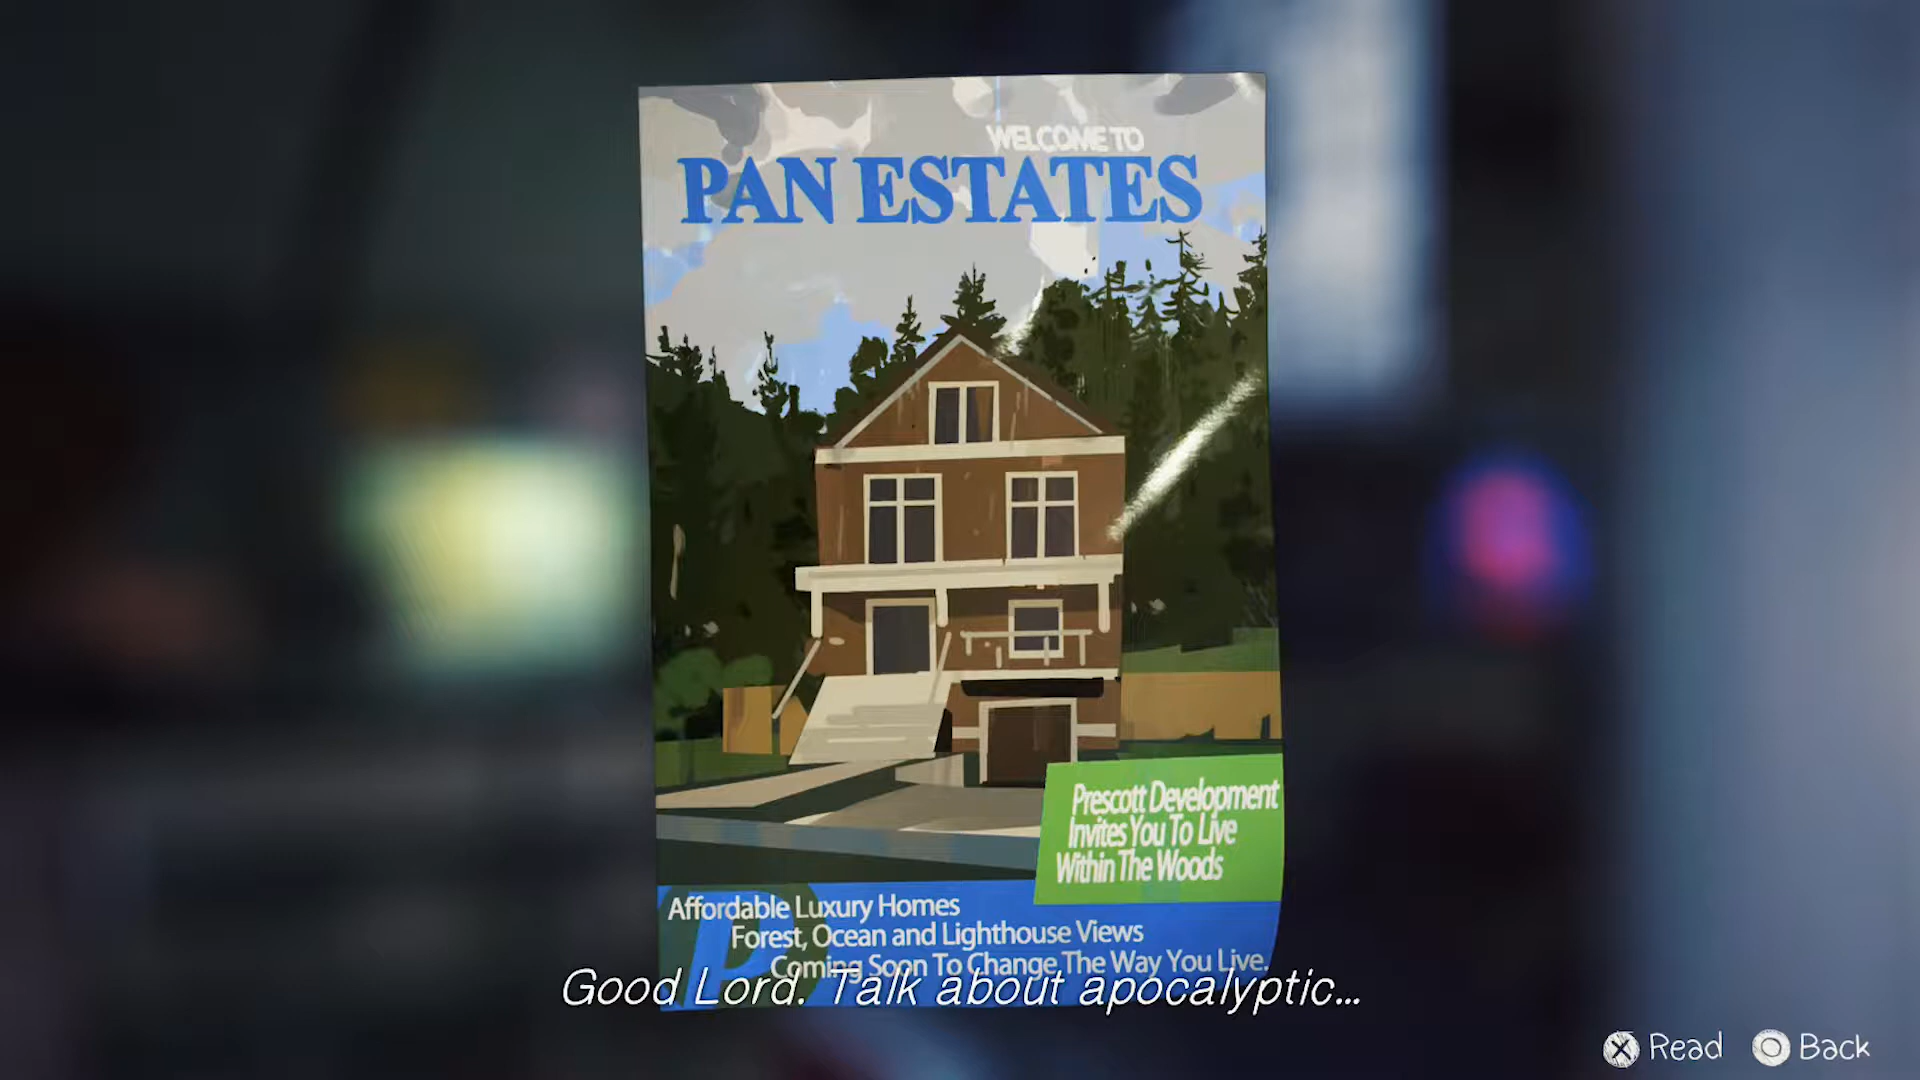 WELCOME TO
PAN ESTATES
Prescott Development
Invites You To Live
Within The Woods
P
Affordable Luxury Homes
Forest, Ocean and Lighthouse Views
Coming Soon To Change The Way You Live.
Good Lord. Talk about apocalyptic...
Read
Back